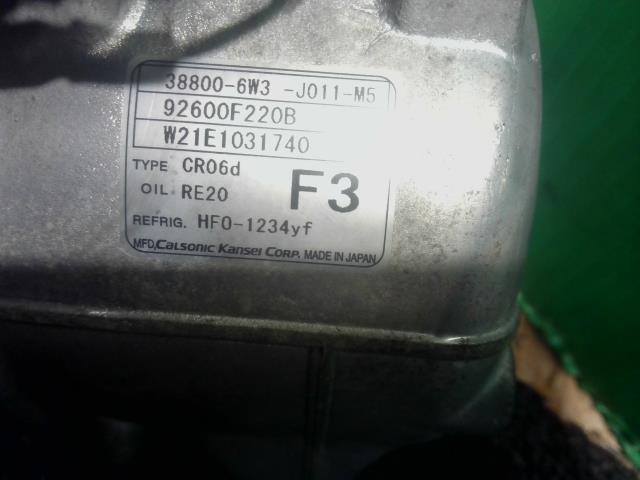 38800-6W3 -J011-M5
92600F220B
W21E1031740
TYPE CR06d
OIL RE20
F3
REFRIG. HFO-1234yf
MFD.CALSONIC KANSEI CORP. MADE IN JAPAN